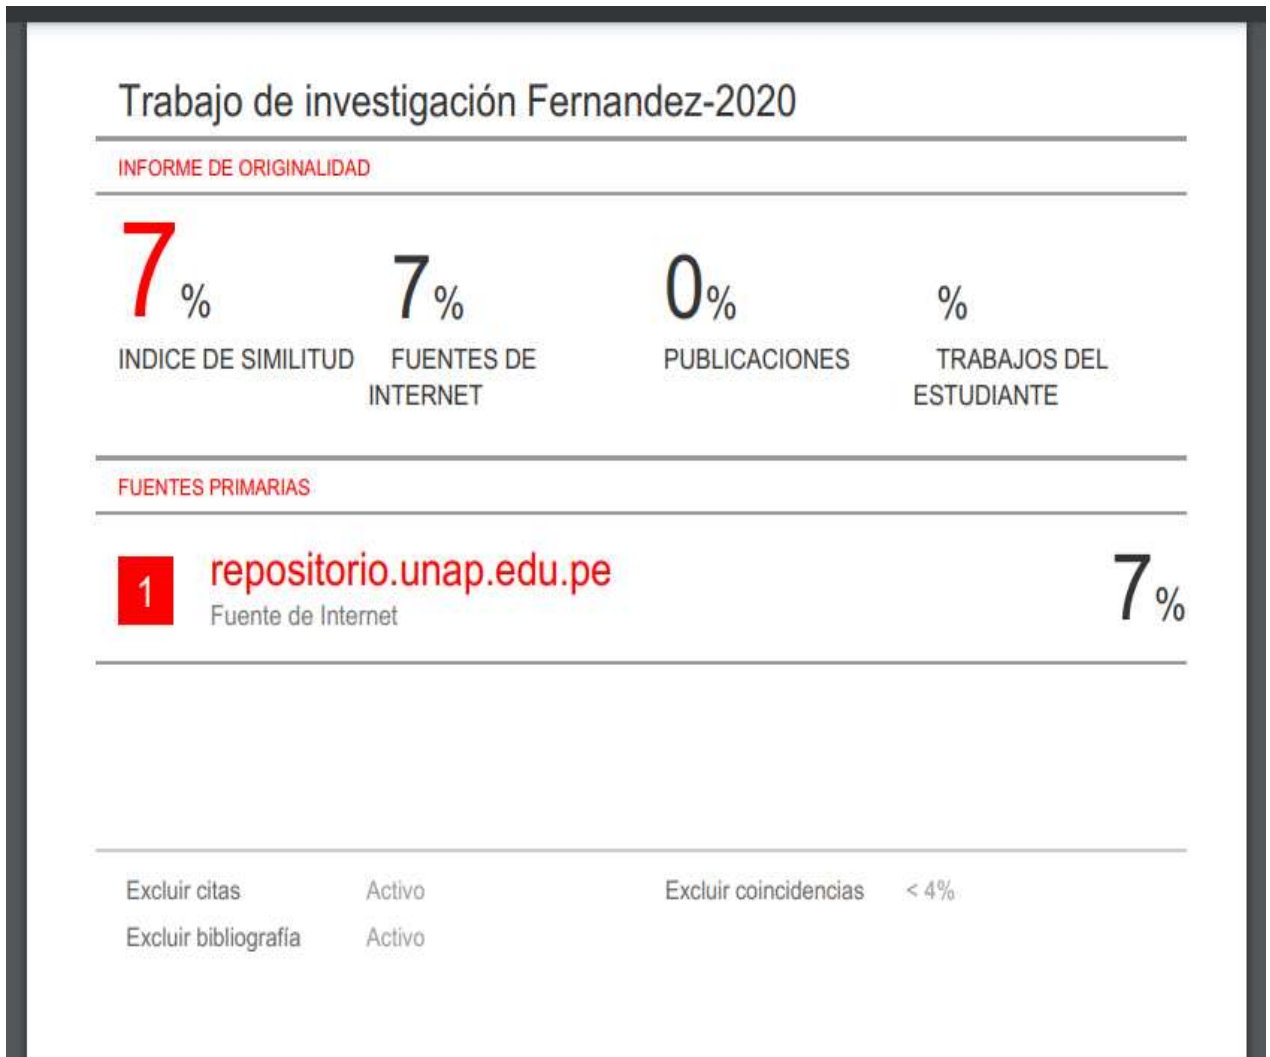 Trabajo de investigación Fernandez-2020
INFORME DE ORIGINALIDAD
7% 7% 0% %
INDICE DE SIMILITUD FUENTES DE PUBLICACIONES TRABAJOS DEL
INTERNET ESTUDIANTE
FUENTES PRIMARIAS
1 repositorio.unap.edu.pe 7%
Fuente de Internet
Excluir citas Activo Excluir coincidencias < 4%
Excluir bibliografía Activo